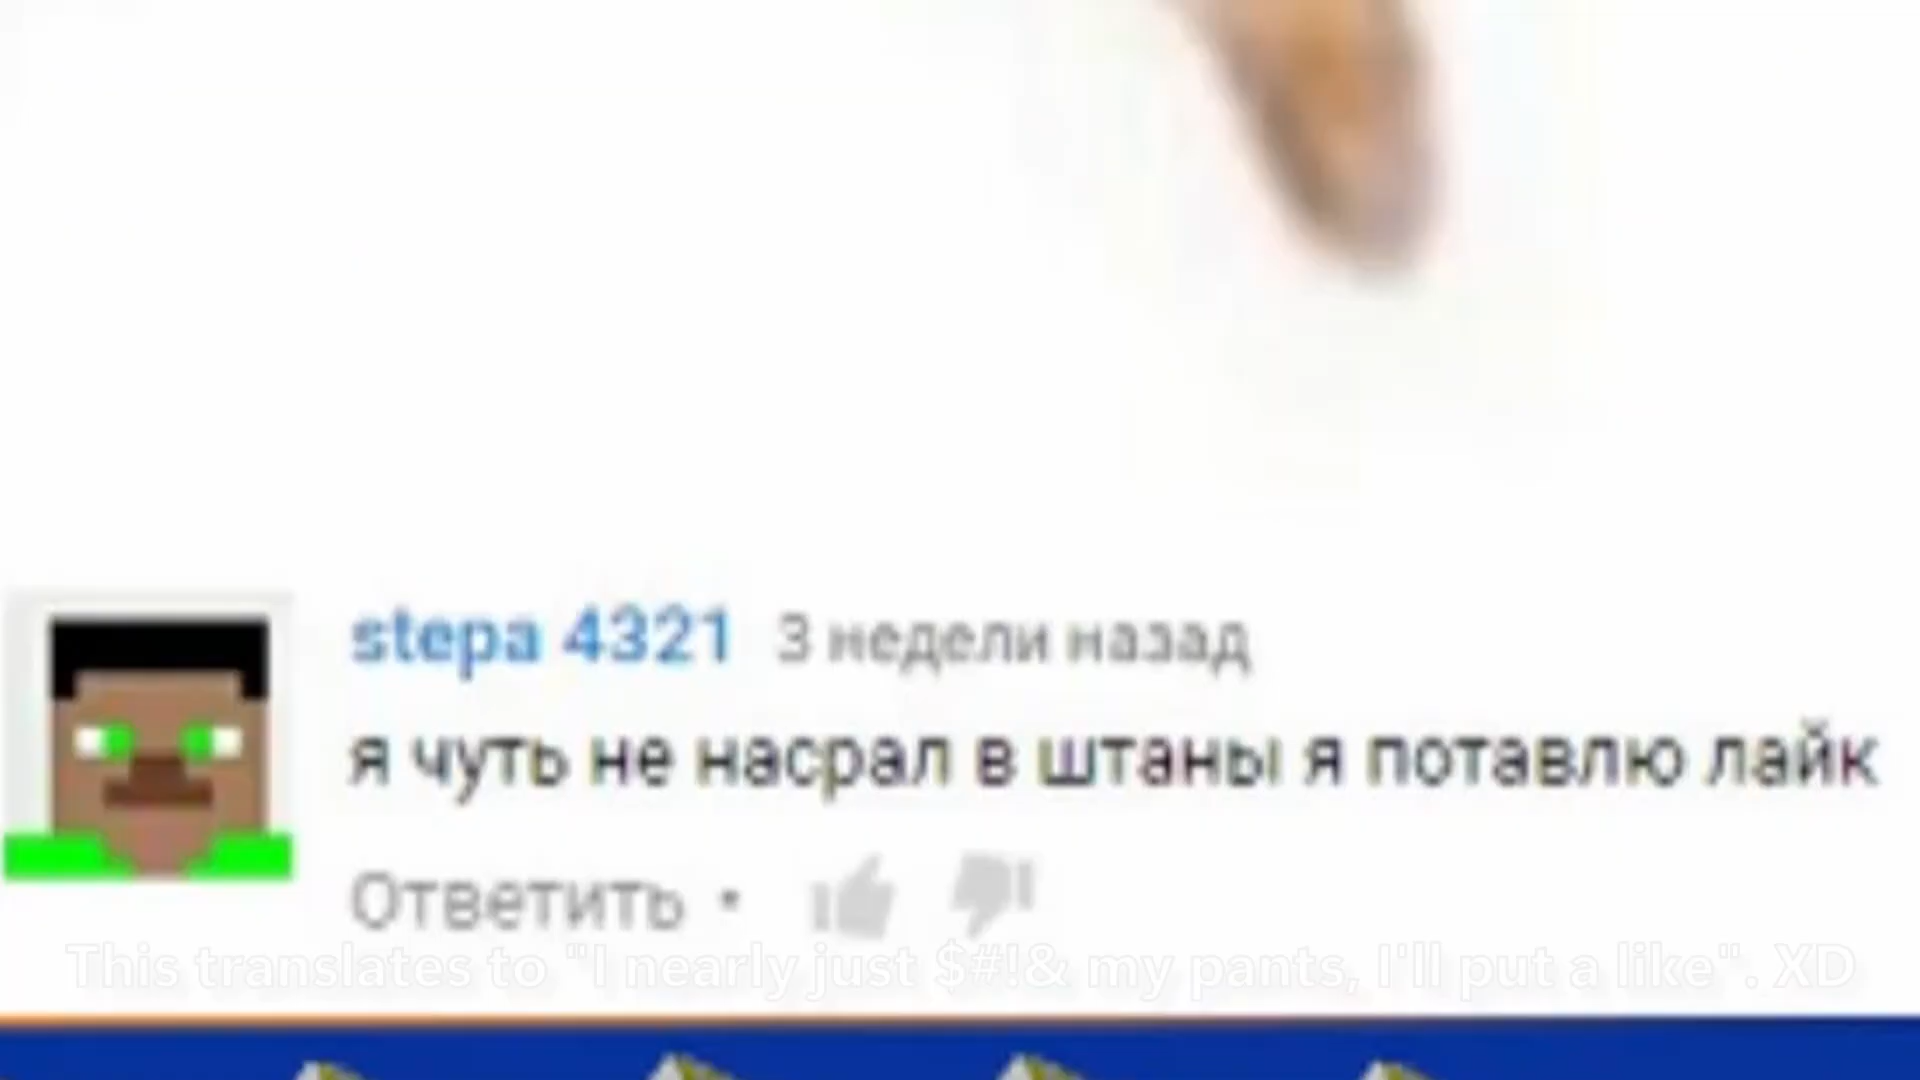 stepa 4321 3 недели назад
я чуть не насрал в штаны я потавлю лайк
Ответить •
This translates to "I nearly just $#!& my pants, I'll put a like". XD